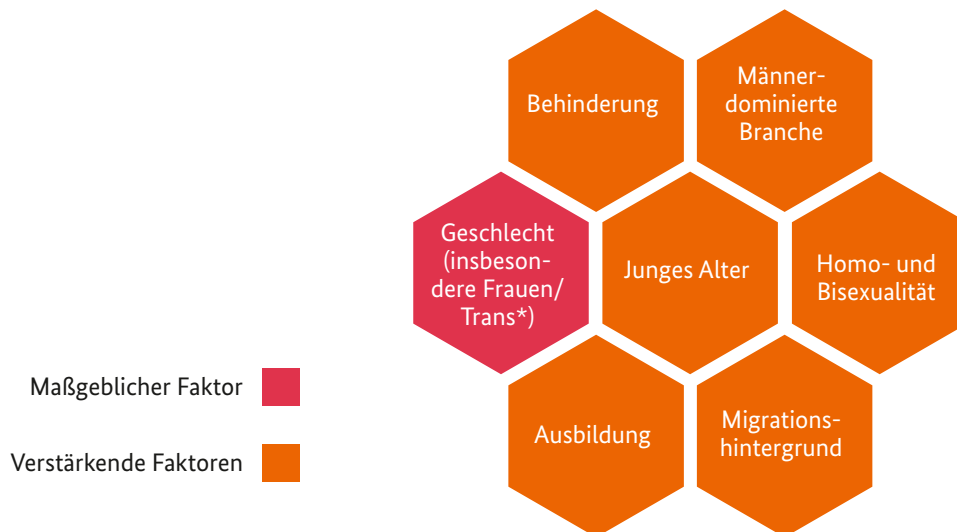 Behinderung
Männer-
dominierte
Branche
Geschlecht
(insbeson-
dere Frauen/
Trans*)
Junges Alter
Homo- und
Bisexualität
Ausbildung
Migrations-
hintergrund
Maßgeblicher Faktor
Verstärkende Faktoren